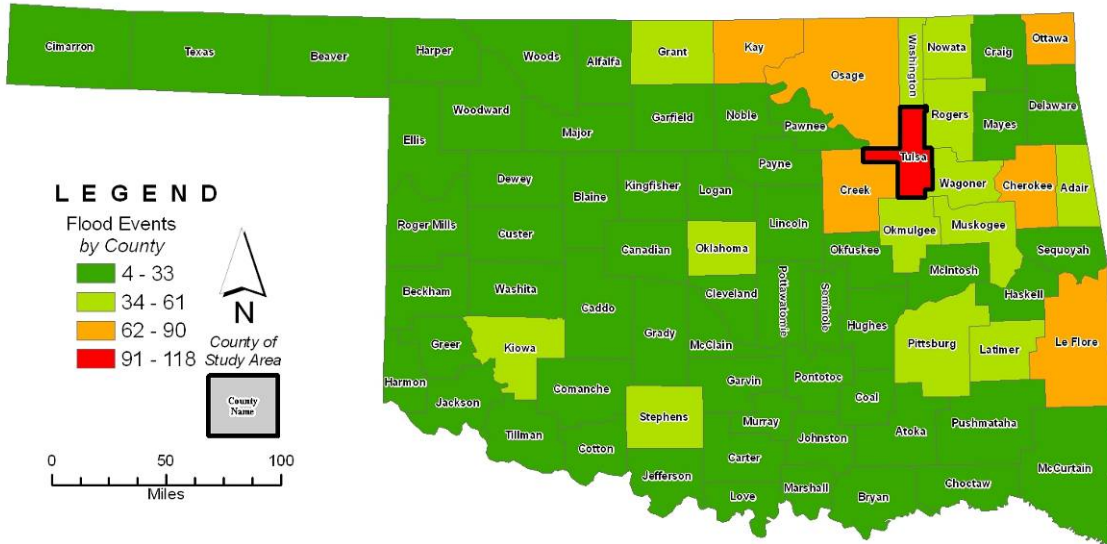 Cimarron
Texas
Beaver
Harper
Woods
Alfalfa
Grant
Kay
Osage
Washington
Nowata
Craig
Ottawa
Ellis
Woodward
Major
Garfield
Noble
Pawnee
Rogers
Mayes
Delaware
Tulsa
Dewey
Blaine
Kingfisher
Logan
Payne
Creek
Wagoner
Cherokee
Adair
Roger Mills
Custer
Canadian
Oklahoma
Lincoln
Okfuskee
Okmulgee
Muskogee
McIntosh
Sequoyah
Beckham
Washita
Caddo
Cleveland
Pottawatomie
Seminole
Hughes
Haskell
Greer
Kiowa
Grady
McClain
Pittsburg
Latimer
Le Flore
Harmon
Jackson
Comanche
Garvin
Pontotoc
Coal
Tillman
Cotton
Stephens
Murray
Johnston
Atoka
Pushmataha
Jefferson
Carter
Love
Marshall
Bryan
Choctaw
McCurtain
LEGEND
Flood Events
by County
4 - 33
34 - 61
62 - 90
91 - 118
N
County of
Study Area
County
Name
0 50 100
Miles